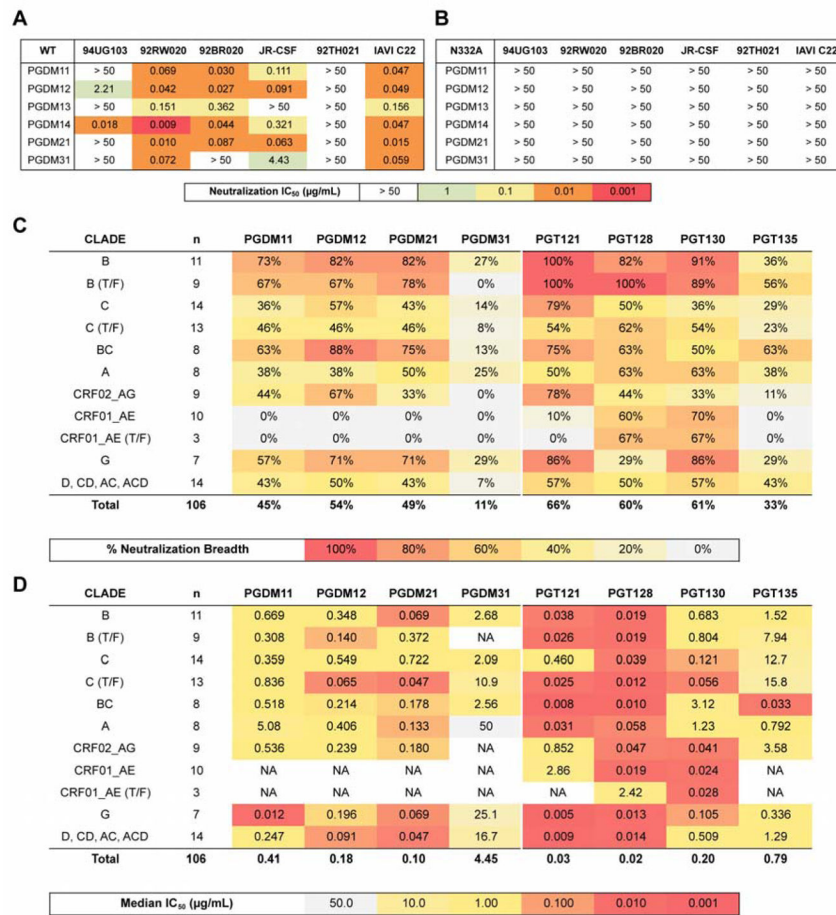 A
WT 94UG103 92RW020 92BR020 JR-CSF 92TH021 IAVI C22
PGDM11 > 50 0.069 0.030 0.111 > 50 0.047
PGDM12 2.21 0.042 0.027 0.091 > 50 0.049
PGDM13 > 50 0.151 0.362 > 50 > 50 0.156
PGDM14 0.018 0.009 0.044 0.321 > 50 0.047
PGDM21 > 50 0.010 0.087 0.063 > 50 0.015
PGDM31 > 50 0.072 > 50 4.43 > 50 0.059
B
N332A 94UG103 92RW020 92BR020 JR-CSF 92TH021 IAVI C22
PGDM11 > 50 > 50 > 50 > 50 > 50 > 50
PGDM12 > 50 > 50 > 50 > 50 > 50 > 50
PGDM13 > 50 > 50 > 50 > 50 > 50 > 50
PGDM14 > 50 > 50 > 50 > 50 > 50 > 50
PGDM21 > 50 > 50 > 50 > 50 > 50 > 50
PGDM31 > 50 > 50 > 50 > 50 > 50 > 50
Neutralization IC50 (µg/mL) > 50 1 0.1 0.01 0.001
C
CLADE n PGDM11 PGDM12 PGDM21 PGDM31 PGT121 PGT128 PGT130 PGT135
B 11 73% 82% 82% 27% 100% 82% 91% 36%
B (T/F) 9 67% 67% 78% 0% 100% 100% 89% 56%
C 14 36% 57% 43% 14% 79% 50% 36% 29%
C (T/F) 13 46% 46% 46% 8% 54% 62% 54% 23%
BC 8 63% 88% 75% 13% 75% 63% 50% 63%
A 8 38% 38% 50% 25% 50% 63% 63% 38%
CRF02_AG 9 44% 67% 33% 0% 78% 44% 33% 11%
CRF01_AE 10 0% 0% 0% 0% 10% 60% 70% 0%
CRF01_AE (T/F) 3 0% 0% 0% 0% 0% 67% 67% 0%
G 7 57% 71% 71% 29% 86% 29% 86% 29%
D, CD, AC, ACD 14 43% 50% 43% 7% 57% 50% 57% 43%
Total 106 45% 54% 49% 11% 66% 60% 61% 33%
% Neutralization Breadth 100% 80% 60% 40% 20% 0%
D
CLADE n PGDM11 PGDM12 PGDM21 PGDM31 PGT121 PGT128 PGT130 PGT135
B 11 0.669 0.348 0.069 2.68 0.038 0.019 0.683 1.52
B (T/F) 9 0.308 0.140 0.372 NA 0.026 0.019 0.804 7.94
C 14 0.359 0.549 0.722 2.09 0.460 0.039 0.121 12.7
C (T/F) 13 0.836 0.065 0.047 10.9 0.025 0.012 0.056 15.8
BC 8 0.518 0.214 0.178 2.56 0.008 0.010 3.12 0.033
A 8 5.08 0.406 0.133 50 0.031 0.058 1.23 0.792
CRF02_AG 9 0.536 0.239 0.180 NA 0.852 0.047 0.041 3.58
CRF01_AE 10 NA NA NA NA 2.86 0.019 0.024 NA
CRF01_AE (T/F) 3 NA NA NA NA NA 2.42 0.028 NA
G 7 0.012 0.196 0.069 25.1 0.005 0.013 0.105 0.336
D, CD, AC, ACD 14 0.247 0.091 0.047 16.7 0.009 0.014 0.509 1.29
Total 106 0.41 0.18 0.10 4.45 0.03 0.02 0.20 0.79
Median IC50 (µg/mL) 50.0 10.0 1.00 0.100 0.010 0.001